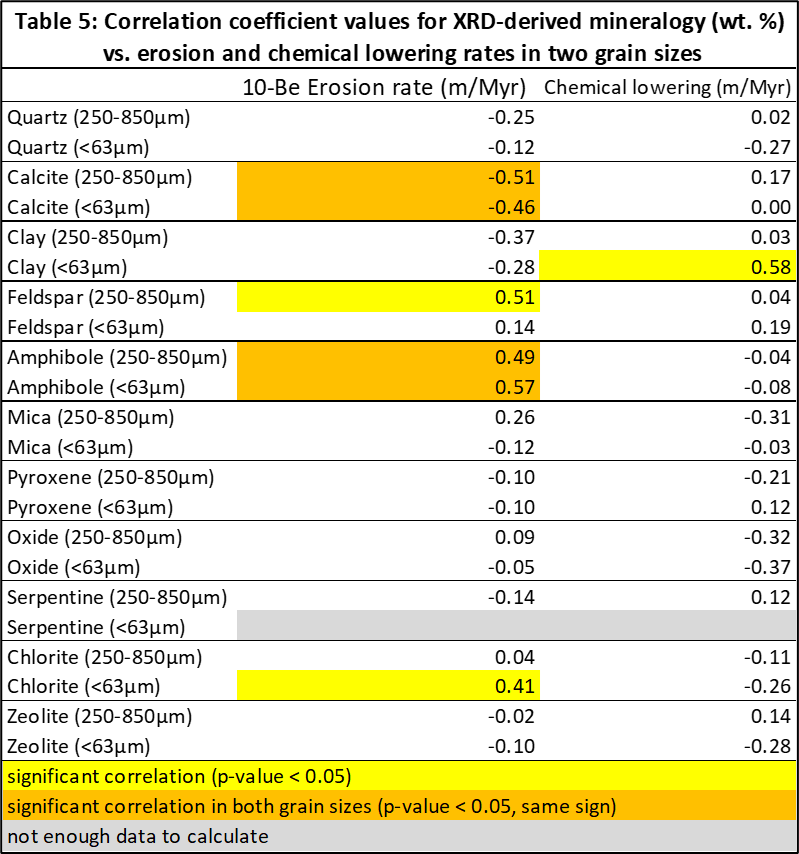 Table 5: Correlation coefficient values for XRD-derived mineralogy (wt. %)
vs. erosion and chemical lowering rates in two grain sizes
10-Be Erosion rate (m/Myr) Chemical lowering (m/Myr)
Quartz (250-850µm) -0.25 0.02
Quartz (<63µm) -0.12 -0.27
Calcite (250-850µm) -0.51 0.17
Calcite (<63µm) -0.46 0.00
Clay (250-850µm) -0.37 0.03
Clay (<63µm) -0.28 0.58
Feldspar (250-850µm) 0.51 0.04
Feldspar (<63µm) 0.14 0.19
Amphibole (250-850µm) 0.49 -0.04
Amphibole (<63µm) 0.57 -0.08
Mica (250-850µm) 0.26 -0.31
Mica (<63µm) -0.12 -0.03
Pyroxene (250-850µm) -0.10 -0.21
Pyroxene (<63µm) -0.10 0.12
Oxide (250-850µm) 0.09 -0.32
Oxide (<63µm) -0.05 -0.37
Serpentine (250-850µm) -0.14 0.12
Serpentine (<63µm)
Chlorite (250-850µm) 0.04 -0.11
Chlorite (<63µm) 0.41 -0.26
Zeolite (250-850µm) -0.02 0.14
Zeolite (<63µm) -0.10 -0.28
significant correlation (p-value < 0.05)
significant correlation in both grain sizes (p-value < 0.05, same sign)
not enough data to calculate